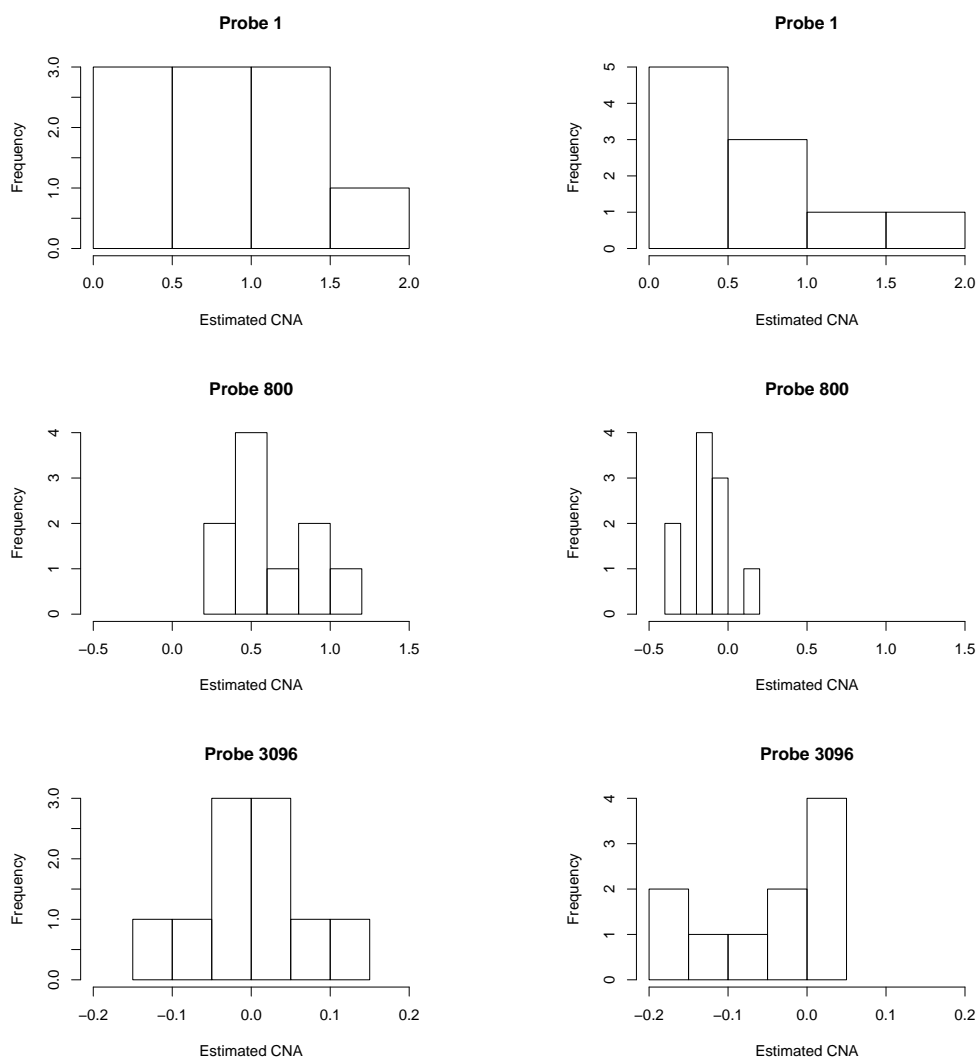 Probe 1
Frequency
3.0
2.0
1.0
0.0
0.0 0.5 1.0 1.5 2.0
Estimated CNA
Probe 1
Frequency
5
4
3
2
1
0
0.0 0.5 1.0 1.5 2.0
Estimated CNA
Probe 800
Frequency
4
3
2
1
0
−0.5 0.0 0.5 1.0 1.5
Estimated CNA
Probe 800
Frequency
4
3
2
1
0
−0.5 0.0 0.5 1.0 1.5
Estimated CNA
Probe 3096
Frequency
3.0
2.0
1.0
0.0
−0.2 −0.1 0.0 0.1 0.2
Estimated CNA
Probe 3096
Frequency
4
3
2
1
0
−0.2 −0.1 0.0 0.1 0.2
Estimated CNA